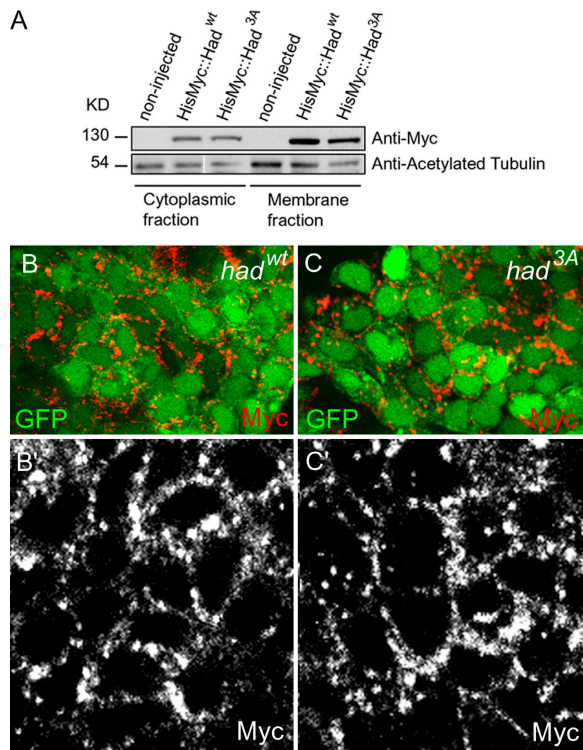 A
non-injected
HisMyc::Had wt
HisMyc::Had 3A
non-injected
HisMyc::Had wt
HisMyc::Had 3A
KD
130
Anti-Myc
54
Anti-Acetylated Tubulin
Cytoplasmic fraction
Membrane fraction
B
had wt
GFP
Myc
C
had 3A
GFP
Myc
B'
Myc
C'
Myc